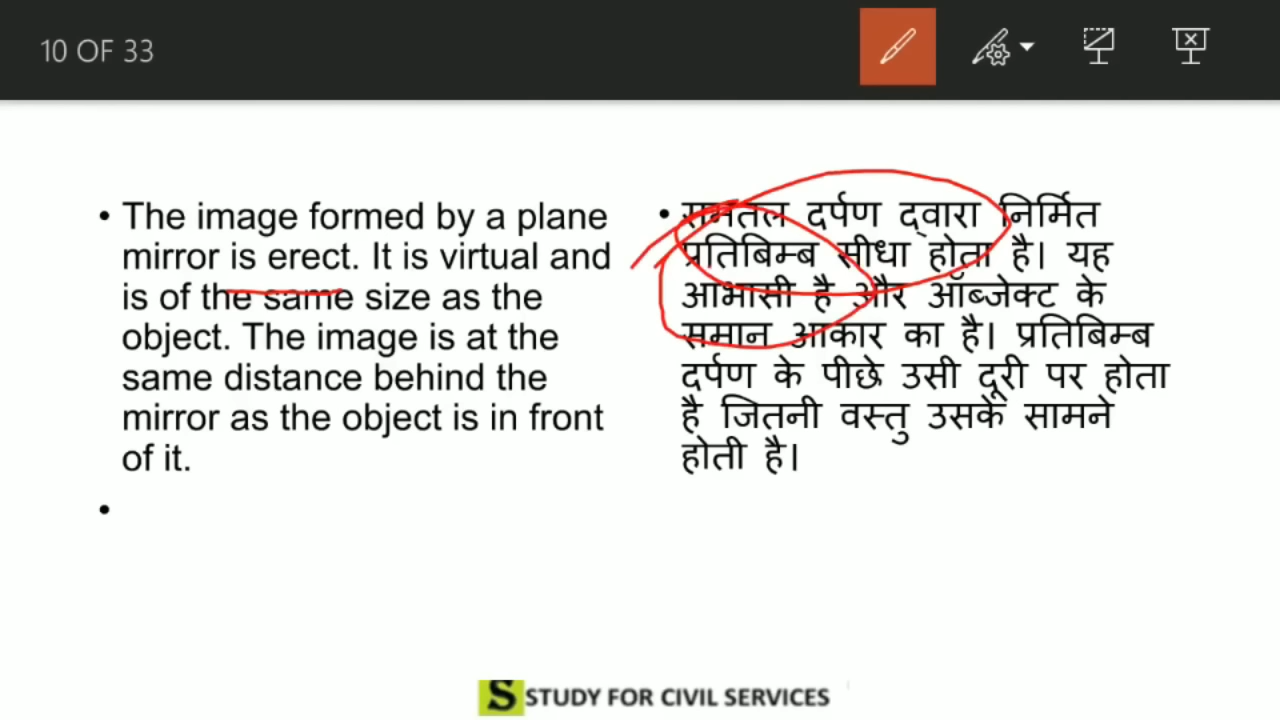 10 OF 33
• The image formed by a plane
mirror is erect. It is virtual and
is of the same size as the
object. The image is at the
same distance behind the
mirror as the object is in front
of it.
•
• समतल दर्पण द्वारा निर्मित
प्रतिबिम्ब सीधा होता है। यह
आभासी है और ऑब्जेक्ट के
समान आकार का है। प्रतिबिम्ब
दर्पण के पीछे उसी दूरी पर होता
है जितनी वस्तु उसके सामने
होती है।
S STUDY FOR CIVIL SERVICES